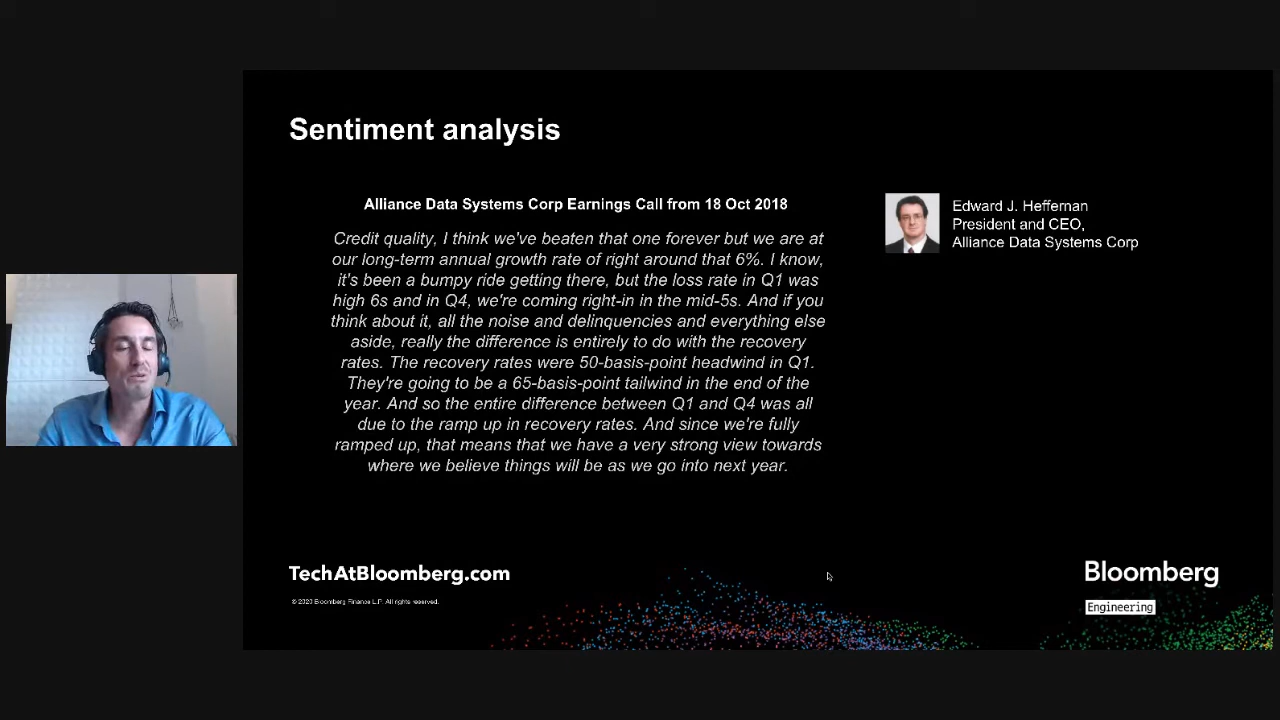 Sentiment analysis
Alliance Data Systems Corp Earnings Call from 18 Oct 2018
Credit quality, I think we've beaten that one forever but we are at
our long-term annual growth rate of right around that 6%. I know,
it's been a bumpy ride getting there, but the loss rate in Q1 was
high 6s and in Q4, we're coming right-in in the mid-5s. And if you
think about it, all the noise and delinquencies and everything else
aside, really the difference is entirely to do with the recovery
rates. The recovery rates were 50-basis-point headwind in Q1.
They're going to be a 65-basis-point tailwind in the end of the
year. And so the entire difference between Q1 and Q4 was all
due to the ramp up in recovery rates. And since we're fully
ramped up, that means that we have a very strong view towards
where we believe things will be as we go into next year.
Edward J. Heffernan
President and CEO,
Alliance Data Systems Corp
TechAtBloomberg.com
© 2020 Bloomberg Finance L.P. All rights reserved.
Bloomberg
Engineering